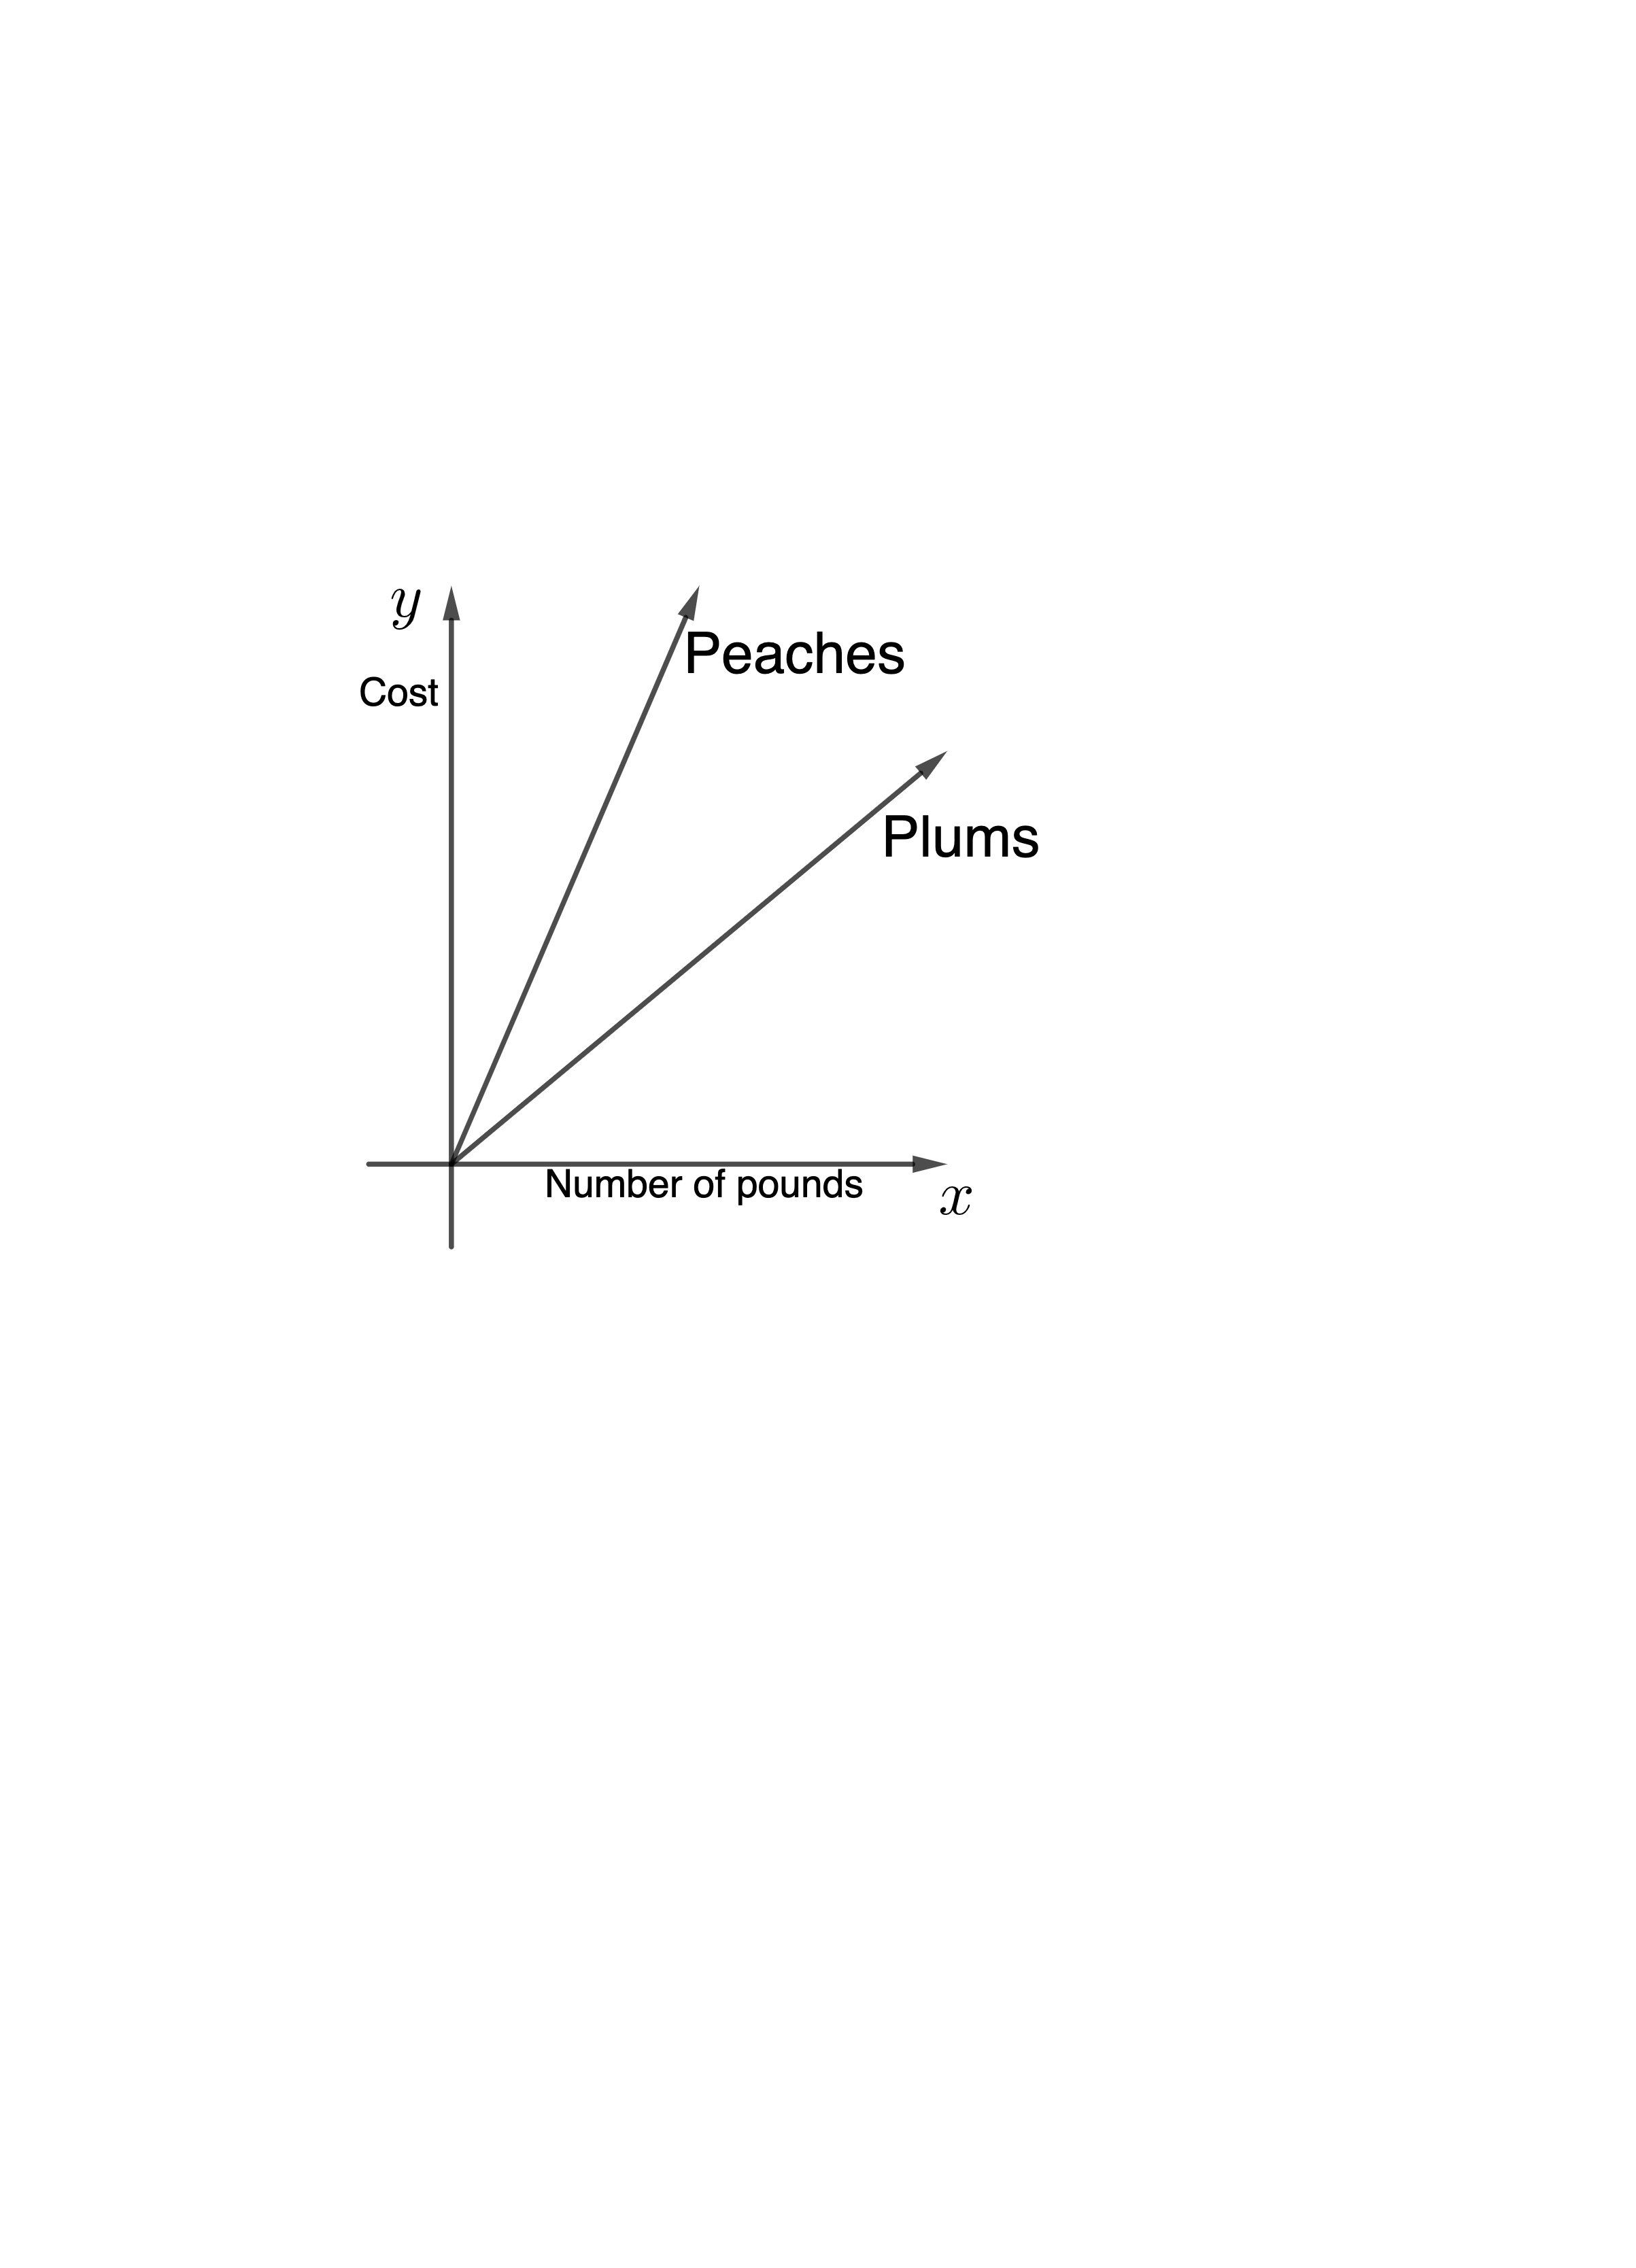 y
Peaches
Cost
Plums
Number of pounds
x